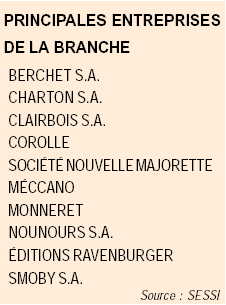 PRINCIPALES ENTREPRISES
DE LA BRANCHE
BERCHET S.A.
CHARTON S.A.
CLAIRBOIS S.A.
COROLLE
SOCIÉTÉ NOUVELLE MAJORETTE
MÉCCANO
MONNERET
NOUNOURS S.A.
ÉDITIONS RAVENBURGER
SMOBY S.A.
Source : SESSI